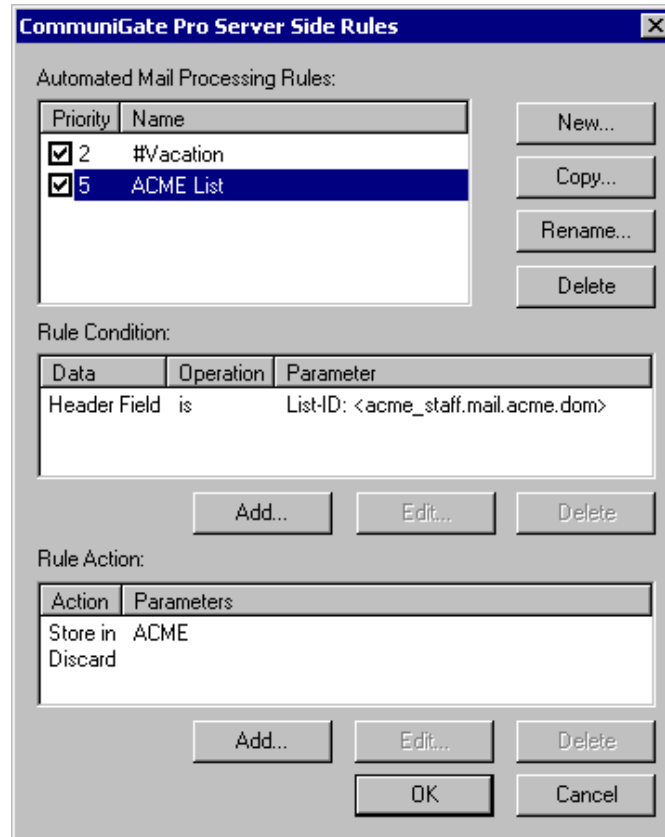 CommuniGate Pro Server Side Rules
Automated Mail Processing Rules:
Priority Name
2 #Vacation
5 ACME List
New...
Copy...
Rename...
Delete
Rule Condition:
Data Operation Parameter
Header Field is List-ID: <acme_staff.mail.acme.dom>
Add... Edit... Delete
Rule Action:
Action Parameters
Store in ACME
Discard
Add... Edit... Delete
OK Cancel